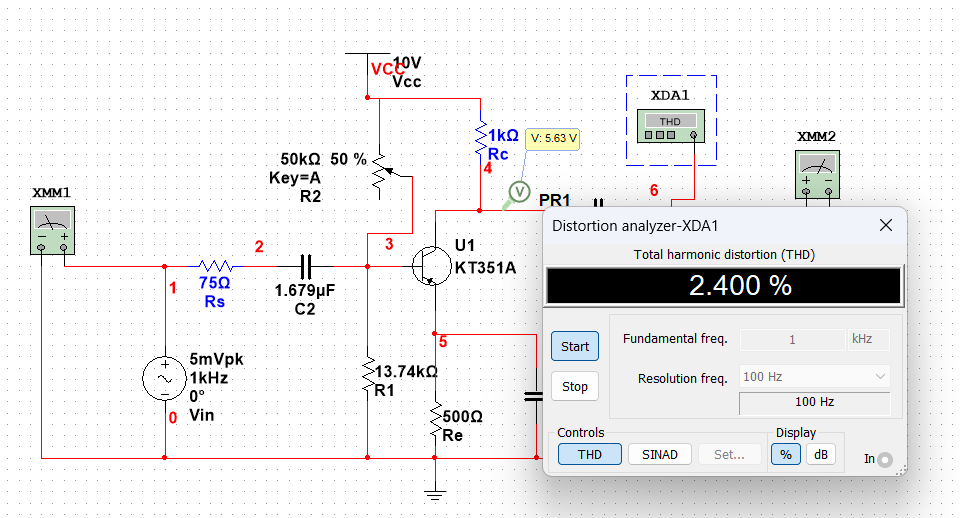 10V
VCC
Vcc
XDA1
THD
V: 5.63 V
1kΩ
Rc
4
XMM2
50kΩ 50 %
Key=A
R2
XMM1
6
V
PR1
2
3
U1
KT351A
1
75Ω
Rs
1.679µF
C2
5
5mVpk
1kHz
0°
Vin
0
13.74kΩ
R1
500Ω
Re
Distortion analyzer-XDA1
Total harmonic distortion (THD)
2.400 %
Start
Stop
Fundamental freq.
1
kHz
Resolution freq.
100 Hz
100 Hz
Controls
THD
SINAD
Set...
Display
%
dB
In